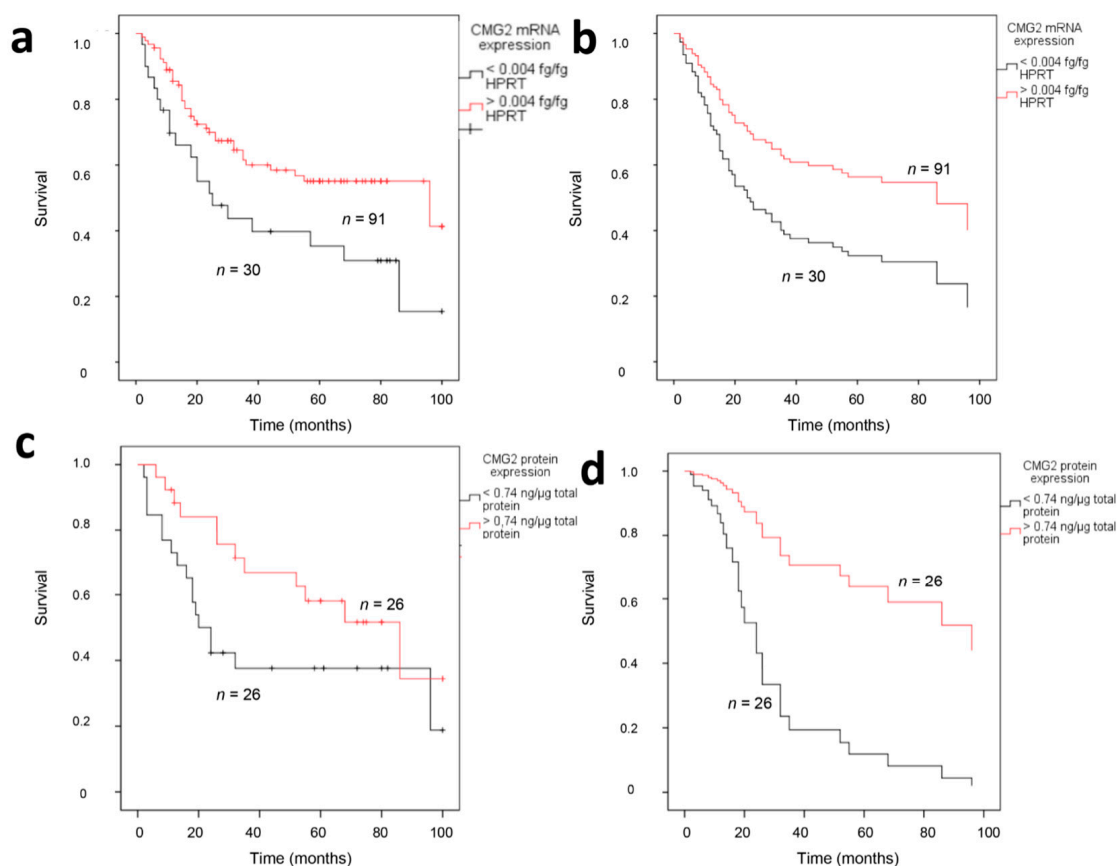 a
CMG2 mRNA
expression
< 0.004 fg/fg
HPRT
> 0.004 fg/fg
HPRT
1.0
0.8
0.6
0.4
0.2
0
Survival
n = 91
n = 30
0 20 40 60 80 100
Time (months)
b
CMG2 mRNA
expression
< 0.004 fg/fg
HPRT
> 0.004 fg/fg
HPRT
1.0
0.8
0.6
0.4
0.2
0
Survival
n = 91
n = 30
0 20 40 60 80 100
Time (months)
c
CMG2 protein
expression
< 0.74 ng/µg total
protein
> 0,74 ng/µg total
protein
1.0
0.8
0.6
0.4
0.2
0
Survival
n = 26
n = 26
0 20 40 60 80 100
Time (months)
d
CMG2 protein
expression
< 0.74 ng/µg total
protein
> 0.74 ng/µg total
protein
1.0
0.8
0.6
0.4
0.2
0
Survival
n = 26
n = 26
0 20 40 60 80 100
Time (months)